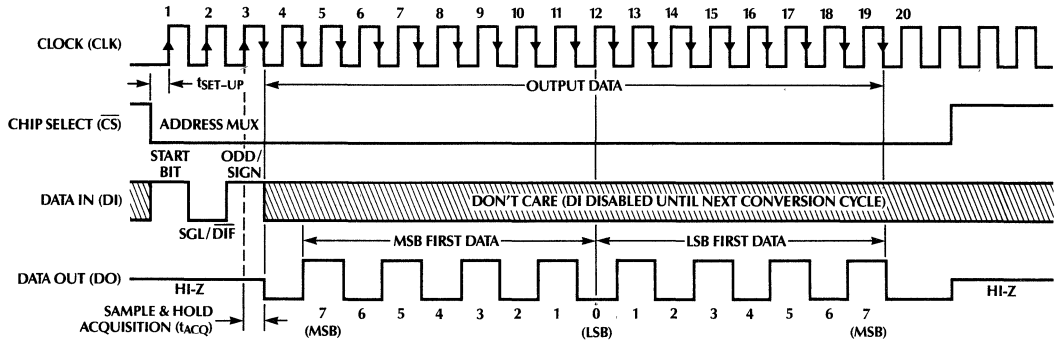 1 2 3 4 5 6 7 8 9 10 11 12 13 14 15 16 17 18 19 20
CLOCK (CLK)
tSET–UP
OUTPUT DATA
CHIP SELECT (C̅S̅)
ADDRESS MUX
START
BIT
ODD/
SIGN
DATA IN (DI)
DON'T CARE (DI DISABLED UNTIL NEXT CONVERSION CYCLE)
SGL/D̅I̅F̅
MSB FIRST DATA
LSB FIRST DATA
DATA OUT (DO)
HI-Z
HI-Z
SAMPLE & HOLD
ACQUISITION (tACQ)
7 6 5 4 3 2 1 0 1 2 3 4 5 6 7
(MSB) (LSB) (MSB)